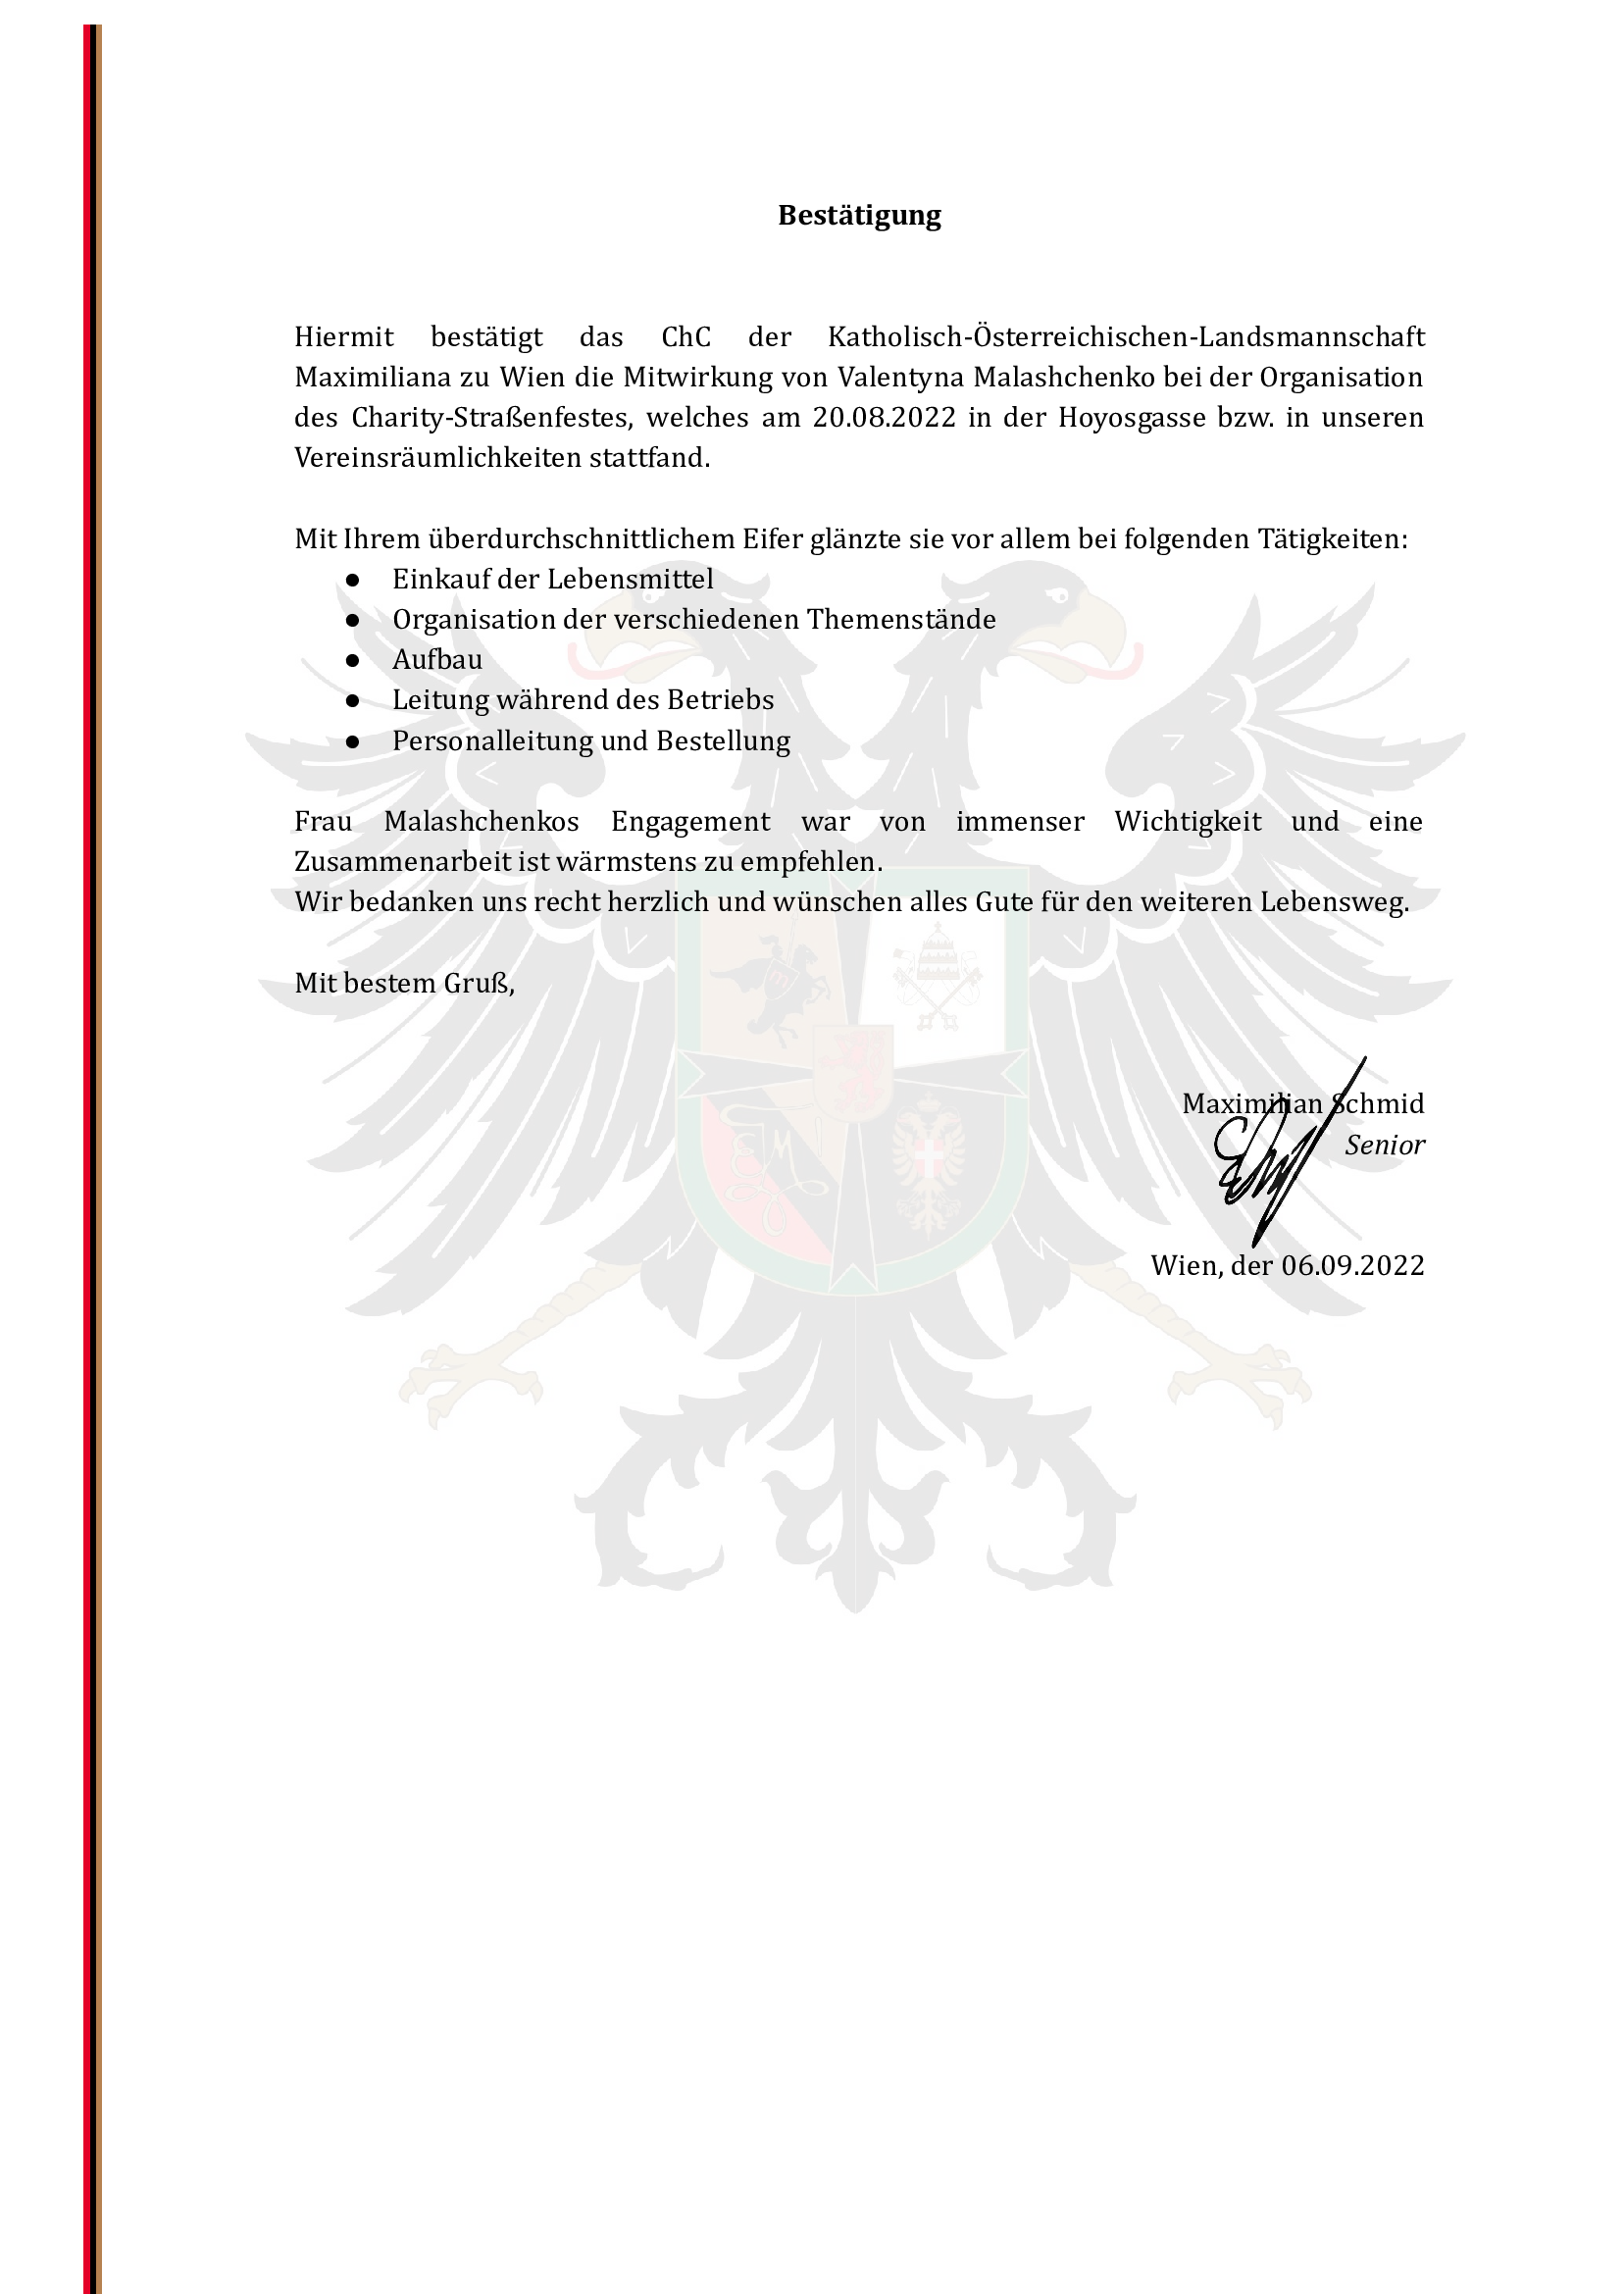 Bestätigung
Hiermit bestätigt das ChC der Katholisch-Österreichischen-Landsmannschaft
Maximiliana zu Wien die Mitwirkung von Valentyna Malashchenko bei der Organisation
des Charity-Straßenfestes, welches am 20.08.2022 in der Hoyosgasse bzw. in unseren
Vereinsräumlichkeiten stattfand.
Mit Ihrem überdurchschnittlichem Eifer glänzte sie vor allem bei folgenden Tätigkeiten:
● Einkauf der Lebensmittel
● Organisation der verschiedenen Themenstände
● Aufbau
● Leitung während des Betriebs
● Personalleitung und Bestellung
Frau Malashchenkos Engagement war von immenser Wichtigkeit und eine
Zusammenarbeit ist wärmstens zu empfehlen.
Wir bedanken uns recht herzlich und wünschen alles Gute für den weiteren Lebensweg.
Mit bestem Gruß,
Maximilian Schmid
Senior
Wien, der 06.09.2022